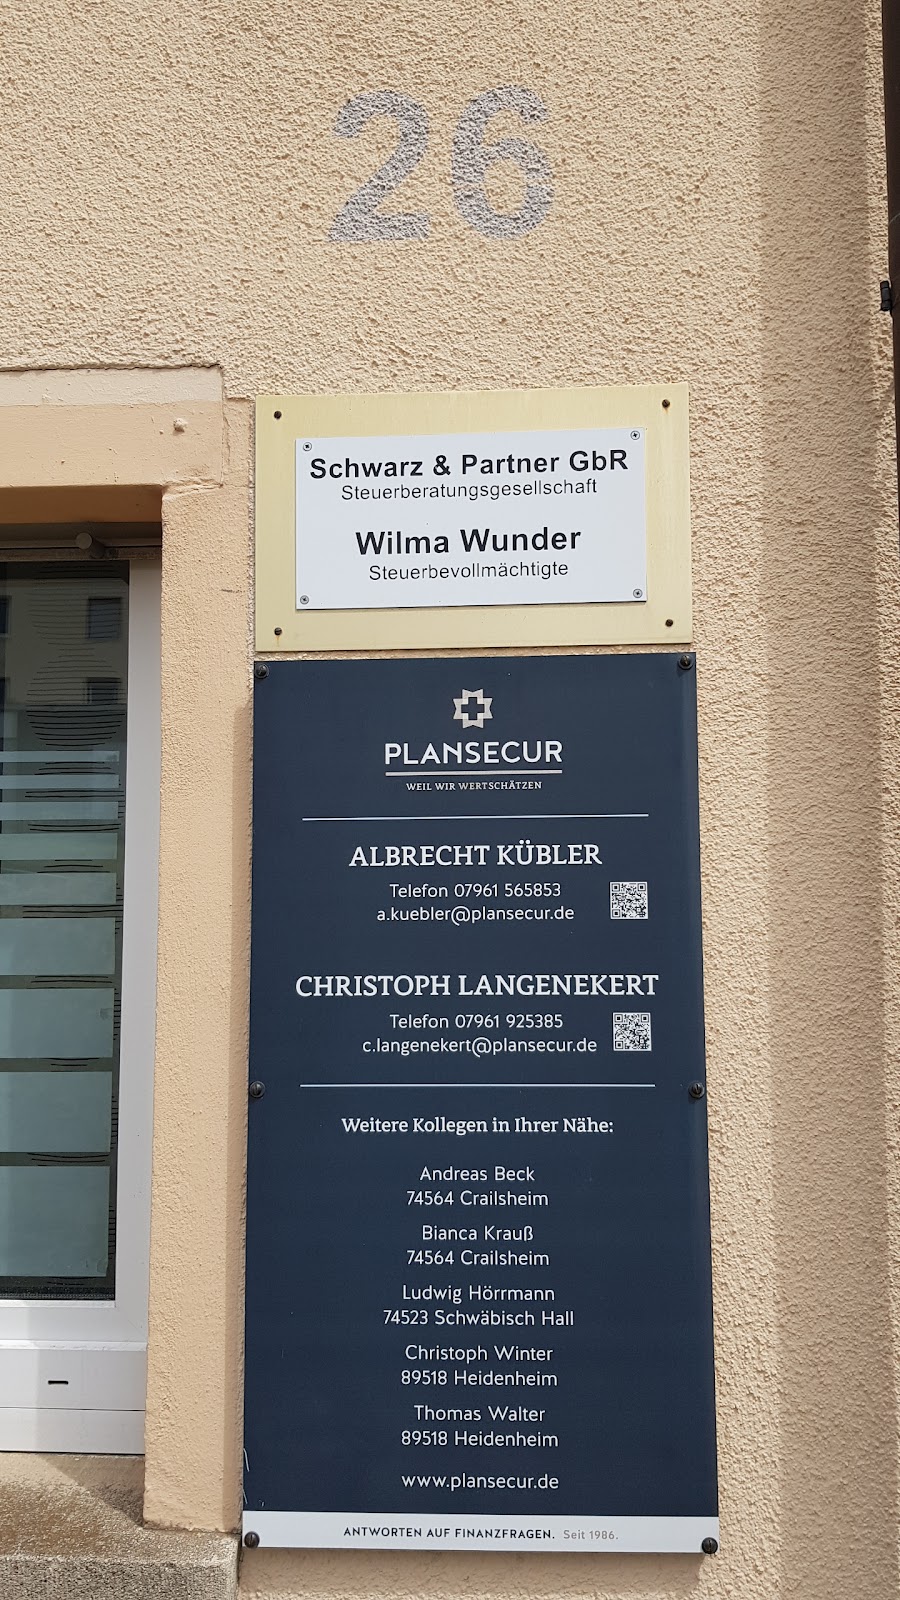 26
Schwarz & Partner GbR
Steuerberatungsgesellschaft
Wilma Wunder
Steuerbevollmächtigte
PLANSECUR
WEIL WIR WERTSCHÄTZEN
ALBRECHT KÜBLER
Telefon 07961 565853
a.kuebler@plansecur.de
CHRISTOPH LANGENEKERT
Telefon 07961 925385
c.langenekert@plansecur.de
Weitere Kollegen in Ihrer Nähe:
Andreas Beck
74564 Crailsheim
Bianca Krauß
74564 Crailsheim
Ludwig Hörrmann
74523 Schwäbisch Hall
Christoph Winter
89518 Heidenheim
Thomas Walter
89518 Heidenheim
www.plansecur.de
ANTWORTEN AUF FINANZFRAGEN. Seit 1986.